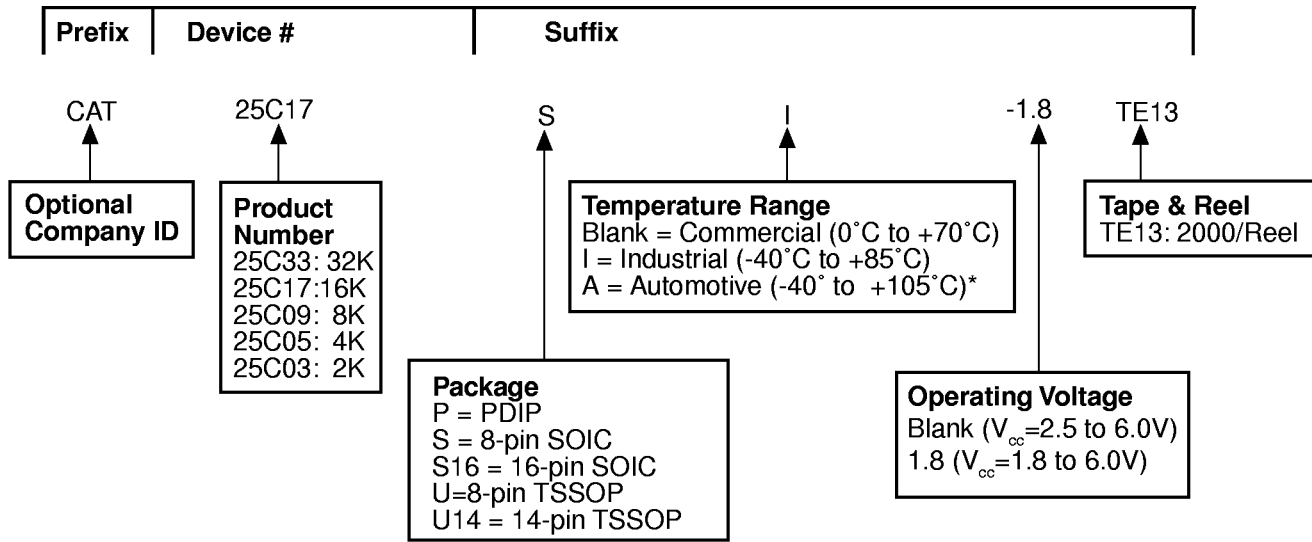 Prefix Device # Suffix
CAT 25C17 S I -1.8 TE13
Optional
Company ID
Product
Number
25C33: 32K
25C17:16K
25C09: 8K
25C05: 4K
25C03: 2K
Temperature Range
Blank = Commercial (0˚C to +70˚C)
I = Industrial (-40˚C to +85˚C)
A = Automotive (-40˚ to +105˚C)*
Tape & Reel
TE13: 2000/Reel
Package
P = PDIP
S = 8-pin SOIC
S16 = 16-pin SOIC
U=8-pin TSSOP
U14 = 14-pin TSSOP
Operating Voltage
Blank (Vcc=2.5 to 6.0V)
1.8 (Vcc=1.8 to 6.0V)